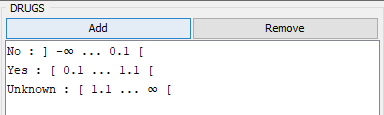 DRUGS
Add Remove
No : ] -∞ ... 0.1 [
Yes : [ 0.1 ... 1.1 [
Unknown : [ 1.1 ... ∞ [